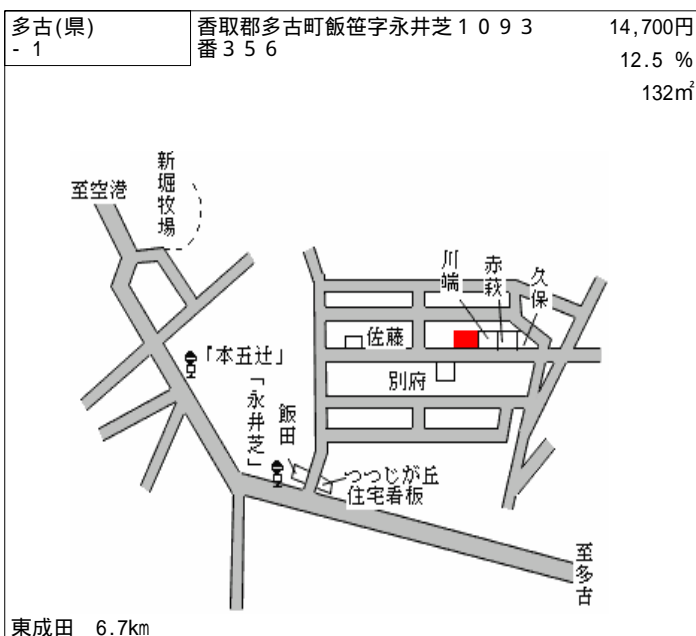 多古(県)
- 1
香取郡多古町飯笹字永井芝１０９３
番３５６
14,700円
12.5 %
132㎡
新堀牧場
至空港
川端
赤萩
久保
佐藤
「本五辻」
別府
「永井芝」
飯田
つつじが丘
住宅看板
至多古
東成田 6.7km